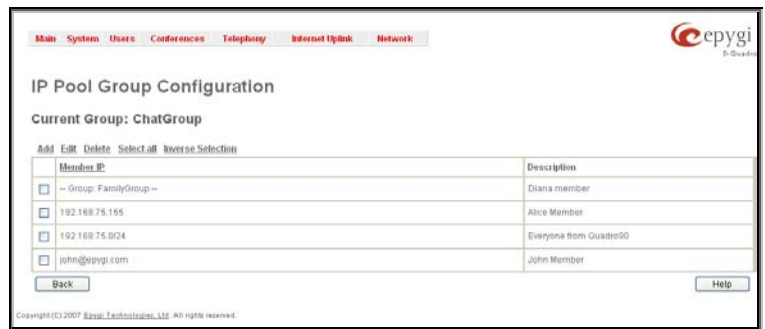 Main System Users Conferences Telephony Internet Uplink Network
epygi
IP Pool Group Configuration
Current Group: ChatGroup
Add Edit Delete Select all Inverse Selection
Member IP Description
-- Group: FamilyGroup -- Diana member
192.168.75.155 Alice Member
192.168.75.0/24 Everyone from Quadro90
john@epygi.com John Member
Back Help
Copyright (C) 2007 Epygi Technologies, Ltd. All rights reserved.